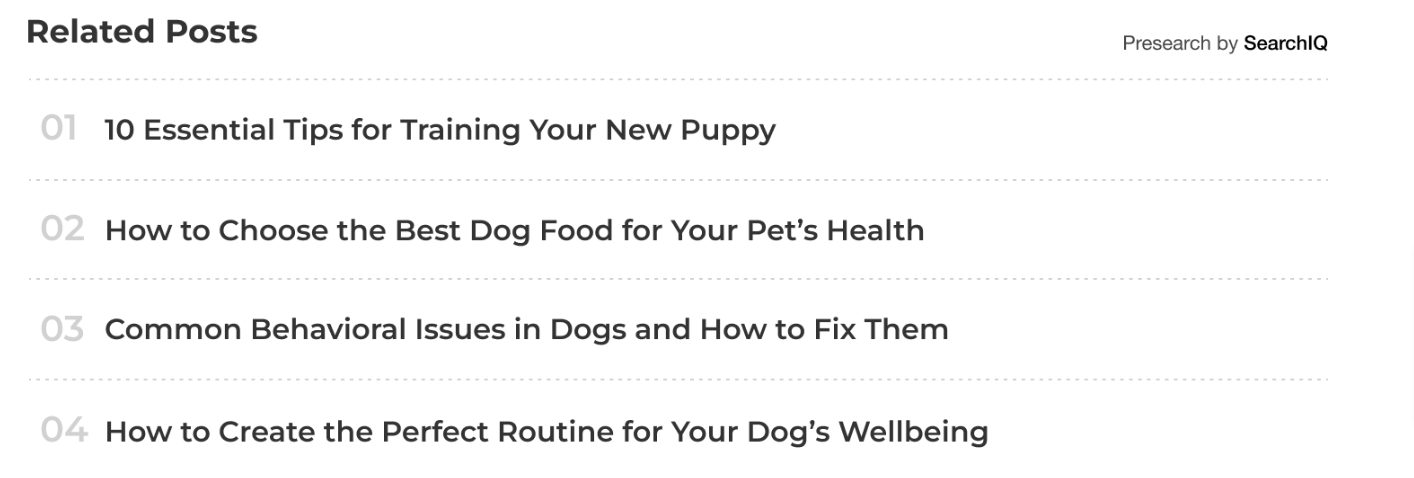 Related Posts
Presearch by SearchIQ
01 10 Essential Tips for Training Your New Puppy
02 How to Choose the Best Dog Food for Your Pet’s Health
03 Common Behavioral Issues in Dogs and How to Fix Them
04 How to Create the Perfect Routine for Your Dog’s Wellbeing